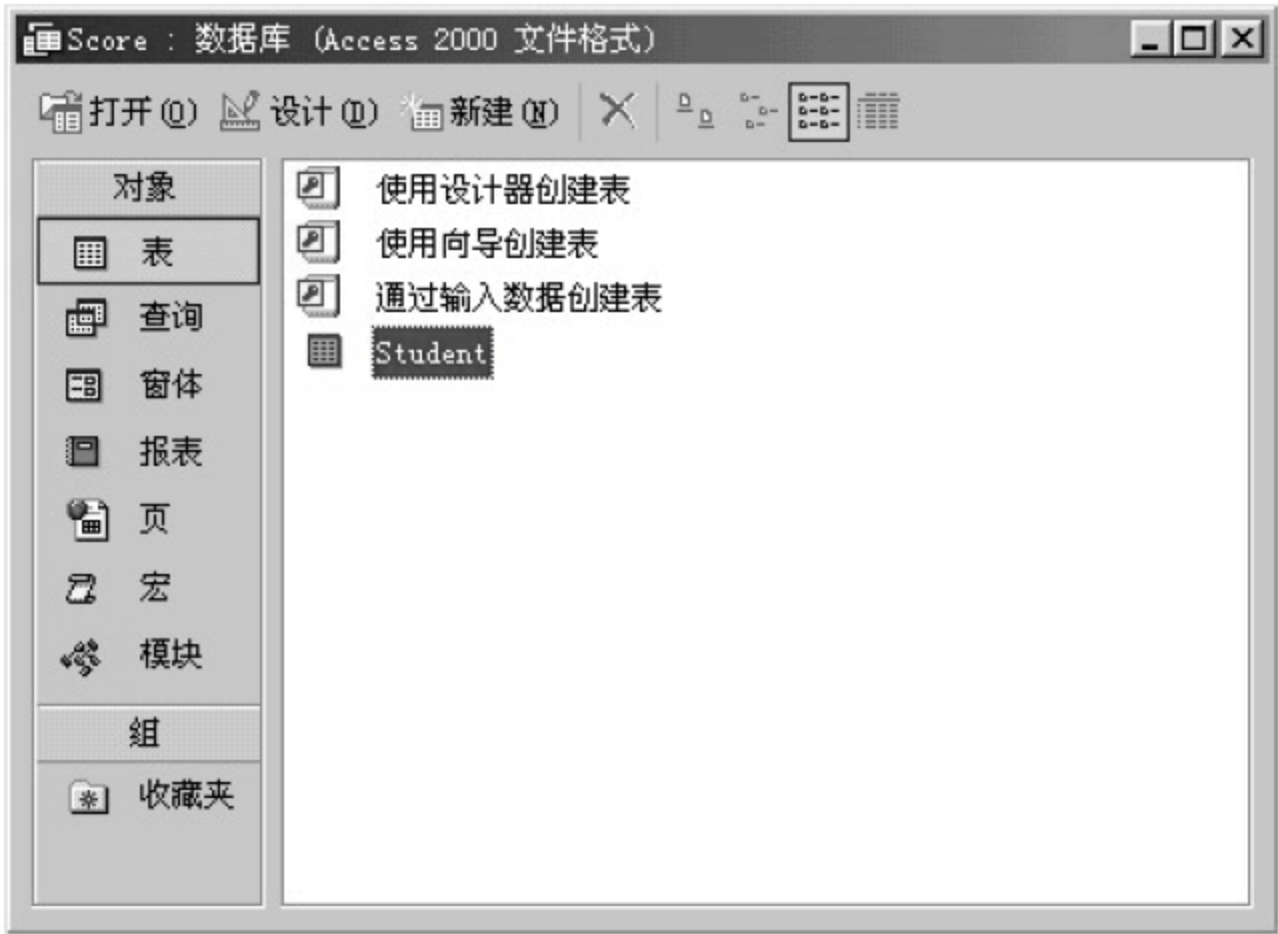 Score : 数据库 (Access 2000 文件格式)
打开(O) 设计(D) 新建(N)
对象
表
查询
窗体
报表
页
宏
模块
组
收藏夹
使用设计器创建表
使用向导创建表
通过输入数据创建表
Student